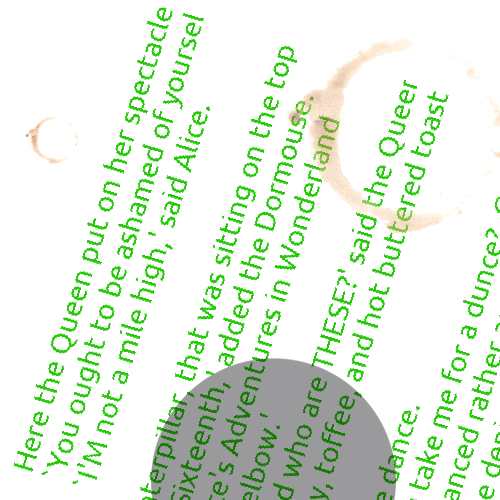 Here the Queen put on her spectacle
`You ought to be ashamed of yoursel
`I'M not a mile high,' said Alice.
terpillar, that was sitting on the top
Sixteenth,' added the Dormouse.
ce's Adventures in Wonderland
elbow.'
d who are THESE?' said the Queer
y, toffee, and hot buttered toast
e dance.
take me for a dunce?
anced rather